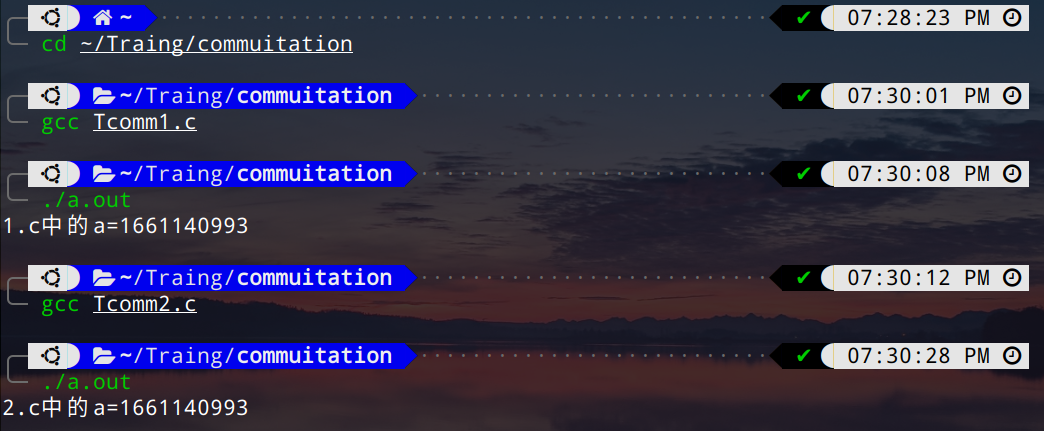 ~ ✔ 07:28:23 PM
cd ~/Traing/commuitation
~/Traing/commuitation ✔ 07:30:01 PM
gcc Tcomm1.c
~/Traing/commuitation ✔ 07:30:08 PM
./a.out
1.c中的a=1661140993
~/Traing/commuitation ✔ 07:30:12 PM
gcc Tcomm2.c
~/Traing/commuitation ✔ 07:30:28 PM
./a.out
2.c中的a=1661140993